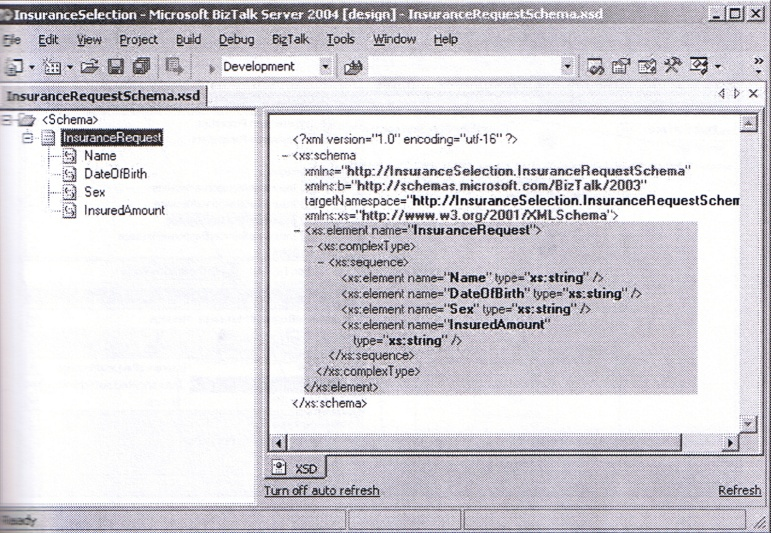 InsuranceSelection - Microsoft BizTalk Server 2004 [design] - InsuranceRequestSchema.xsd
File Edit View Project Build Debug BizTalk Tools Window Help
Development
InsuranceRequestSchema.xsd
<Schema>
InsuranceRequest
Name
DateOfBirth
Sex
InsuredAmount
<?xml version="1.0" encoding="utf-16" ?>
- <xs:schema
xmlns="http://InsuranceSelection.InsuranceRequestSchema"
xmlns:b="http://schemas.microsoft.com/BizTalk/2003"
targetNamespace="http://InsuranceSelection.InsuranceRequestSchem
xmlns:xs="http://www.w3.org/2001/XMLSchema">
- <xs:element name="InsuranceRequest">
- <xs:complexType>
- <xs:sequence>
<xs:element name="Name" type="xs:string" />
<xs:element name="DateOfBirth" type="xs:string" />
<xs:element name="Sex" type="xs:string" />
<xs:element name="InsuredAmount"
type="xs:string" />
</xs:sequence>
</xs:complexType>
</xs:element>
</xs:schema>
XSD
Turn off auto refresh Refresh
Ready